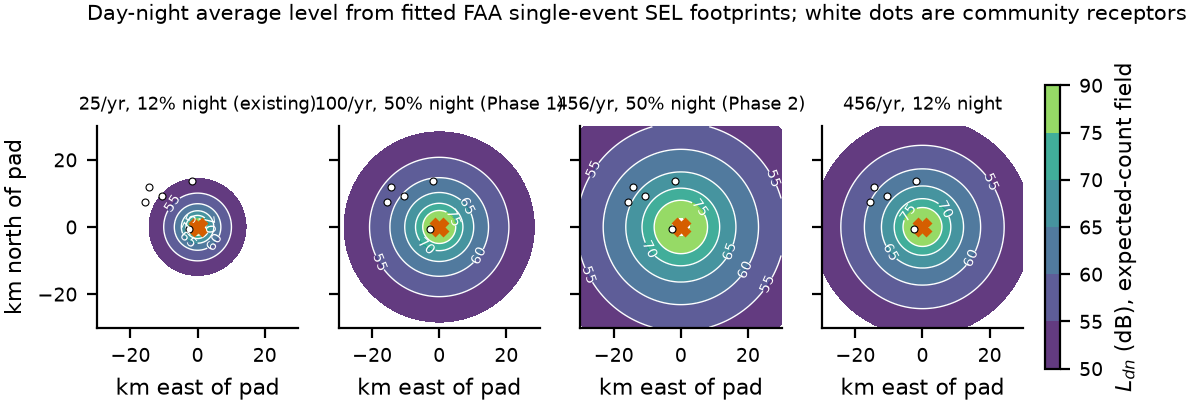 Day-night average level from fitted FAA single-event SEL footprints; white dots are community receptors
25/yr, 12% night (existing)
100/yr, 50% night (Phase 1)
456/yr, 50% night (Phase 2)
456/yr, 12% night
km north of pad
20
0
−20
−20 0 20
−20 0 20
−20 0 20
−20 0 20
km east of pad
km east of pad
km east of pad
km east of pad
55
60
65
70
55
65
70
75
55
55
55
55
60
60
70
75
60
65
70
75
90
75
70
65
60
55
50
Ldn (dB), expected-count field